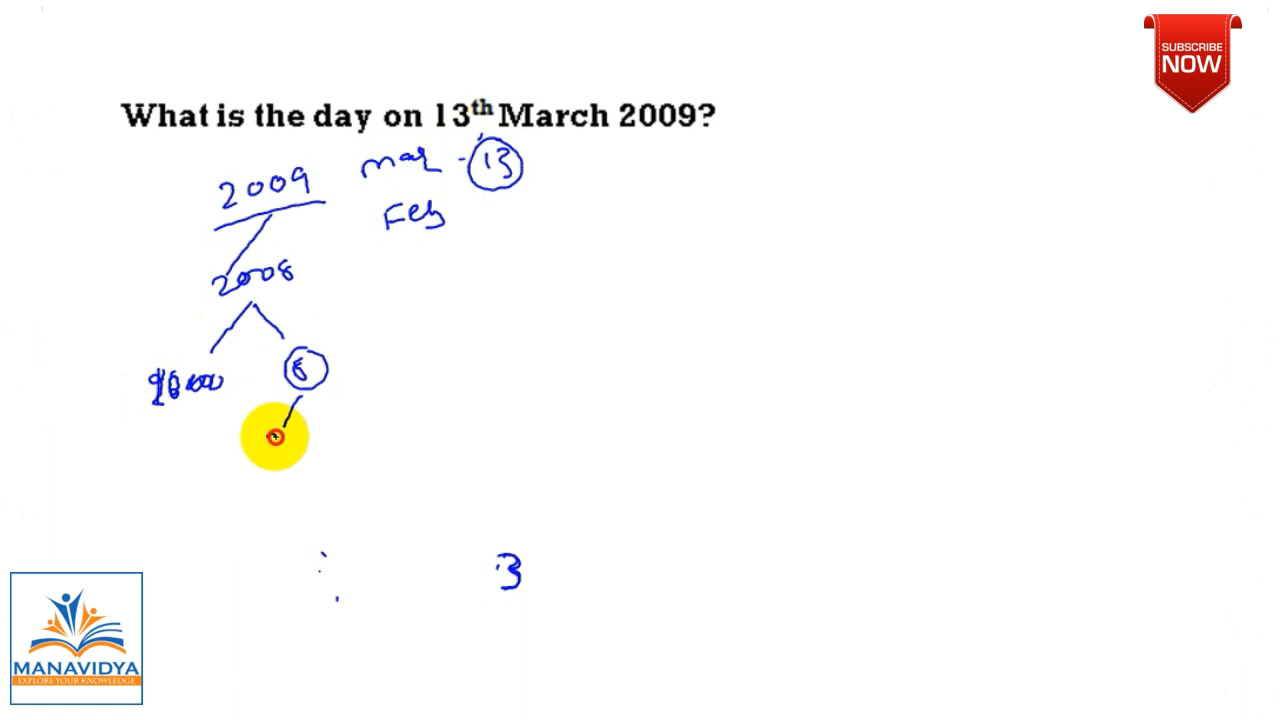 SUBSCRIBE
NOW
What is the day on 13th March 2009?
2009 mar - 13
Feb
2008
8
3
MANAVIDYA
EXPLORE YOUR KNOWLEDGE